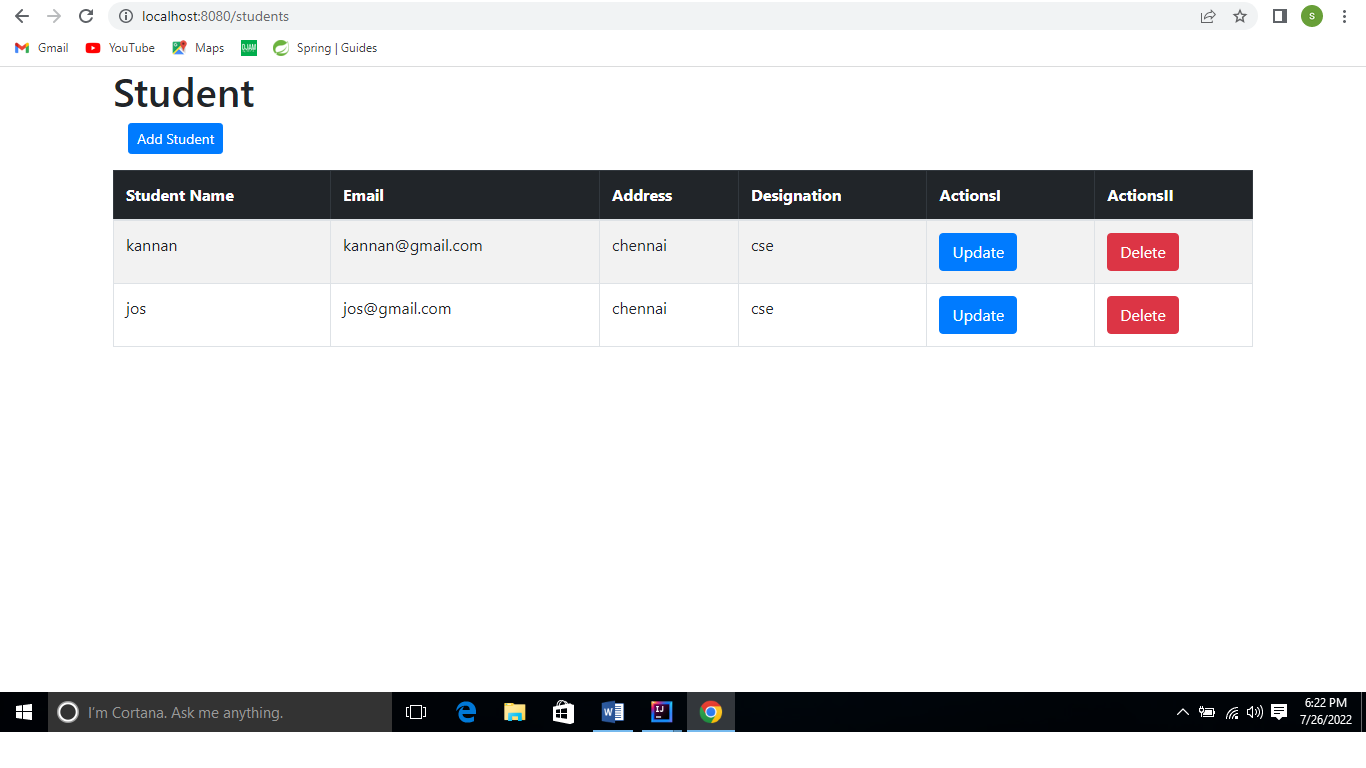 localhost:8080/students
S
Gmail YouTube Maps Spring | Guides
Student
Add Student
Student Name Email Address Designation ActionsI ActionsII
kannan kannan@gmail.com chennai cse Update Delete
jos jos@gmail.com chennai cse Update Delete
I'm Cortana. Ask me anything.
W IJ
6:22 PM
7/26/2022